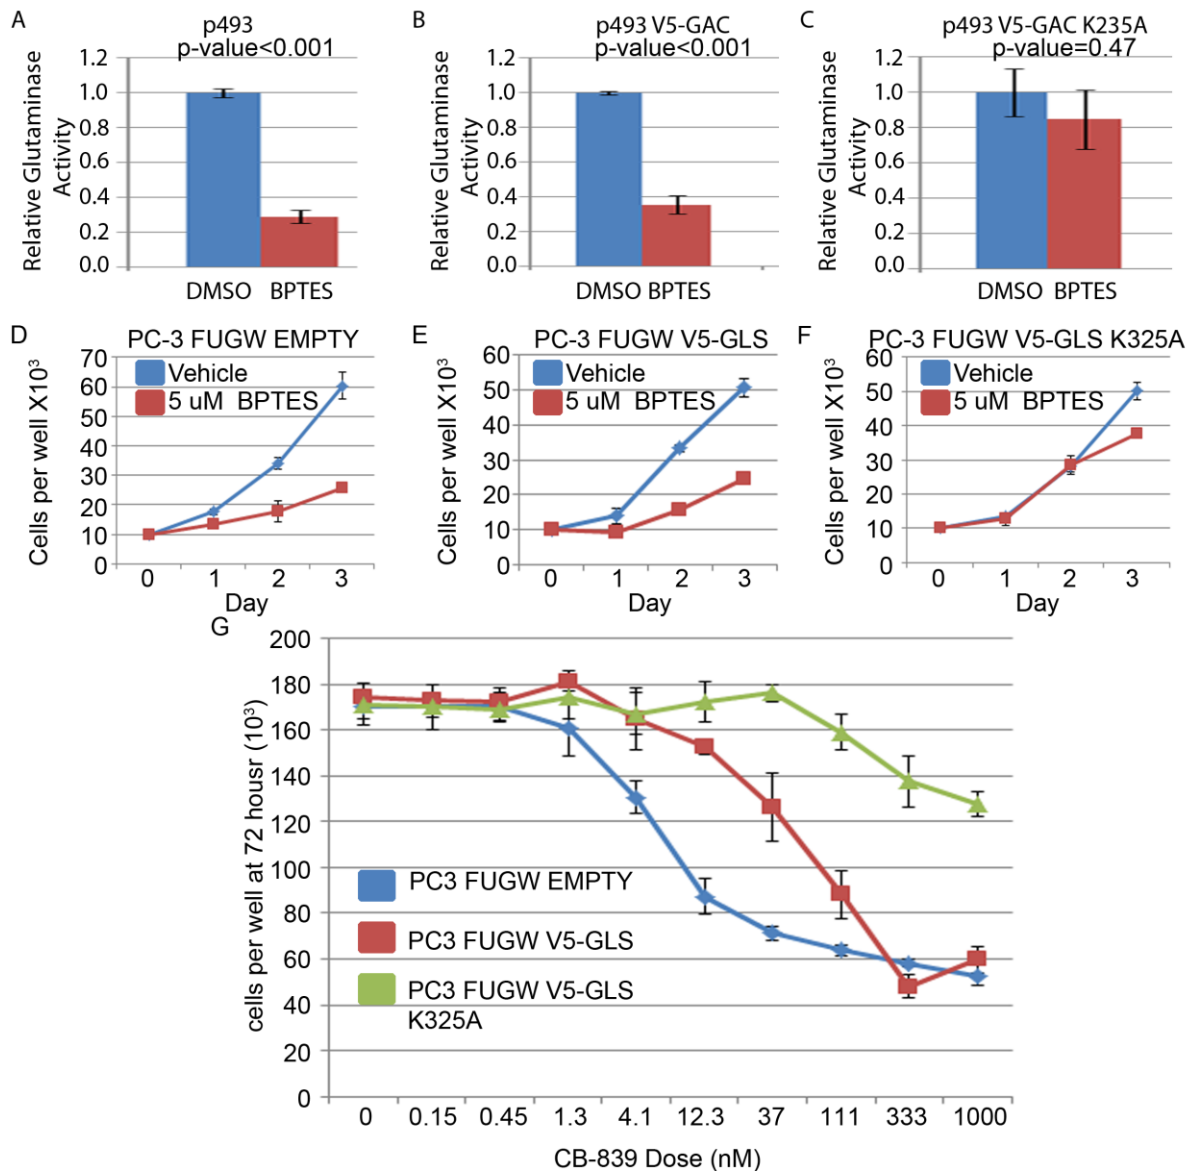 A
p493
p-value<0.001
Relative Glutaminase
Activity
1.2
1.0
0.8
0.6
0.4
0.2
0.0
DMSO BPTES
B
p493 V5-GAC
p-value<0.001
Relative Glutaminase
Activity
1.2
1.0
0.8
0.6
0.4
0.2
0.0
DMSO BPTES
C
p493 V5-GAC K235A
p-value=0.47
Relative Glutaminase
Activity
1.2
1.0
0.8
0.6
0.4
0.2
0.0
DMSO BPTES
D
PC-3 FUGW EMPTY
Cells per well X10³
70
60
50
40
30
20
10
0
Vehicle
5 uM BPTES
0 1 2 3
Day
E
PC-3 FUGW V5-GLS
Cells per well X10³
60
50
40
30
20
10
0
Vehicle
5 uM BPTES
0 1 2 3
Day
F
PC-3 FUGW V5-GLS K325A
Cells per well X10³
60
50
40
30
20
10
0
Vehicle
5 uM BPTES
0 1 2 3
Day
G
cells per well at 72 housr (10³)
200
180
160
140
120
100
80
60
40
20
0
PC3 FUGW EMPTY
PC3 FUGW V5-GLS
PC3 FUGW V5-GLS
K325A
0 0.15 0.45 1.3 4.1 12.3 37 111 333 1000
CB-839 Dose (nM)